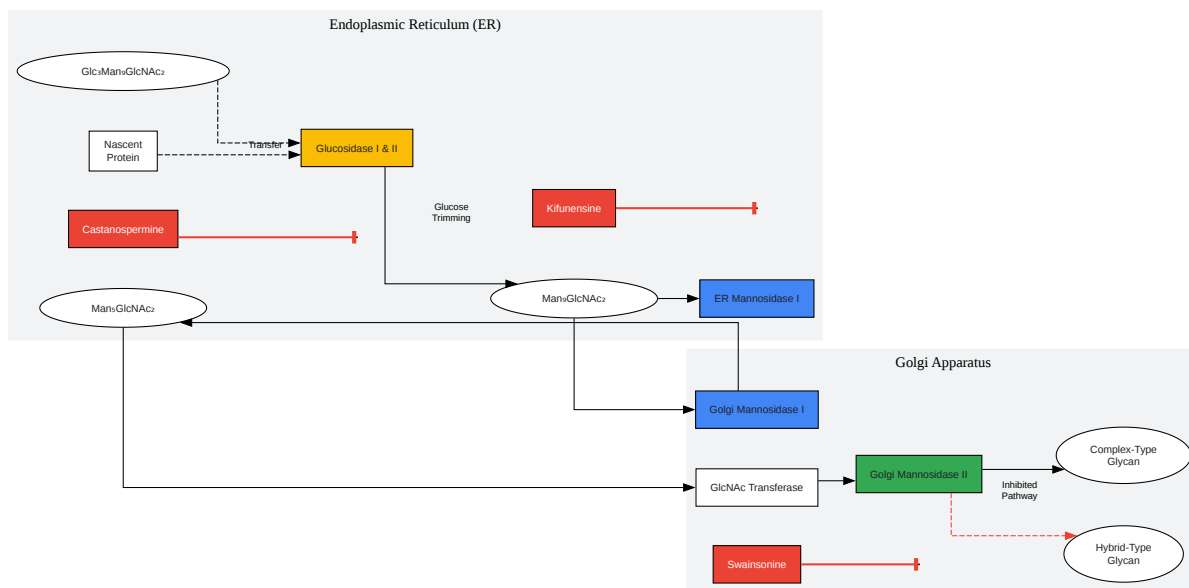 Endoplasmic Reticulum (ER)
Glc₃Man₉GlcNAc₂
Nascent
Protein
Transfer
Glucosidase I & II
Castanospermine
Glucose
Trimming
Kifunensine
Man₅GlcNAc₂
Man₉GlcNAc₂
ER Mannosidase I
Golgi Apparatus
Golgi Mannosidase I
GlcNAc Transferase
Golgi Mannosidase II
Inhibited
Pathway
Complex-Type
Glycan
Swainsonine
Hybrid-Type
Glycan